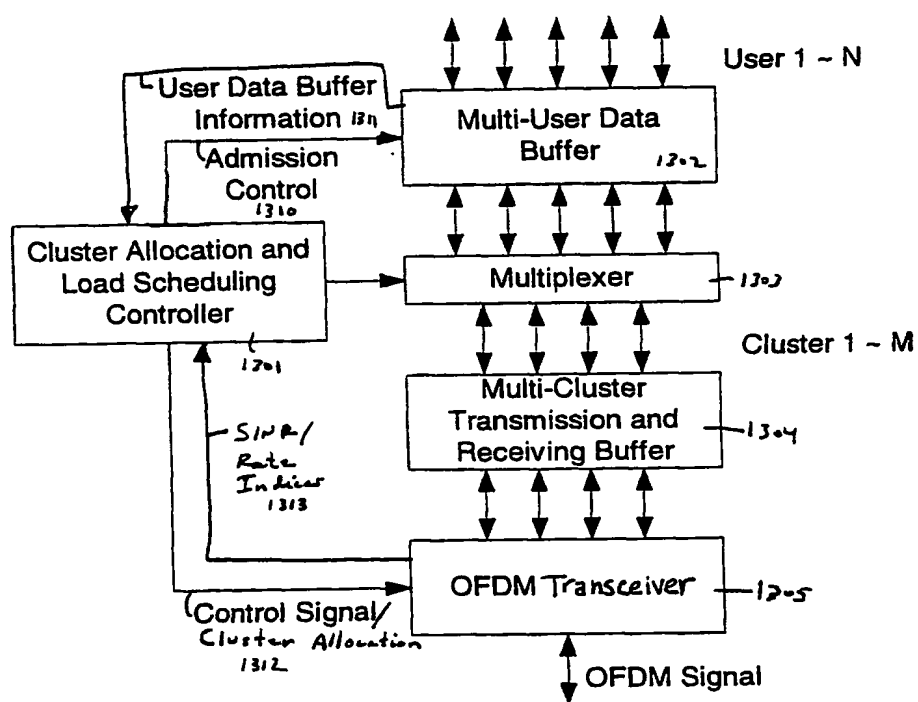 User 1 ~ N
User Data Buffer
Information 1311
Multi-User Data
Buffer
1302
Admission
Control
1310
Cluster Allocation and
Load Scheduling
Controller
1301
Multiplexer
1303
Cluster 1 ~ M
Multi-Cluster
Transmission and
Receiving Buffer
1304
SINR/
Rate
Indices
1313
OFDM Transceiver
1305
Control Signal/
Cluster Allocation
1312
OFDM Signal